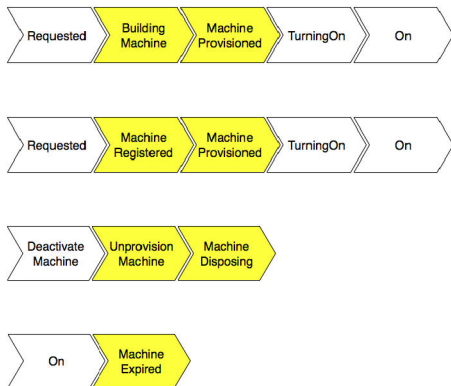 Requested
Building
Machine
Machine
Provisioned
TurningOn
On
Requested
Machine
Registered
Machine
Provisioned
TurningOn
On
Deactivate
Machine
Unprovision
Machine
Machine
Disposing
On
Machine
Expired